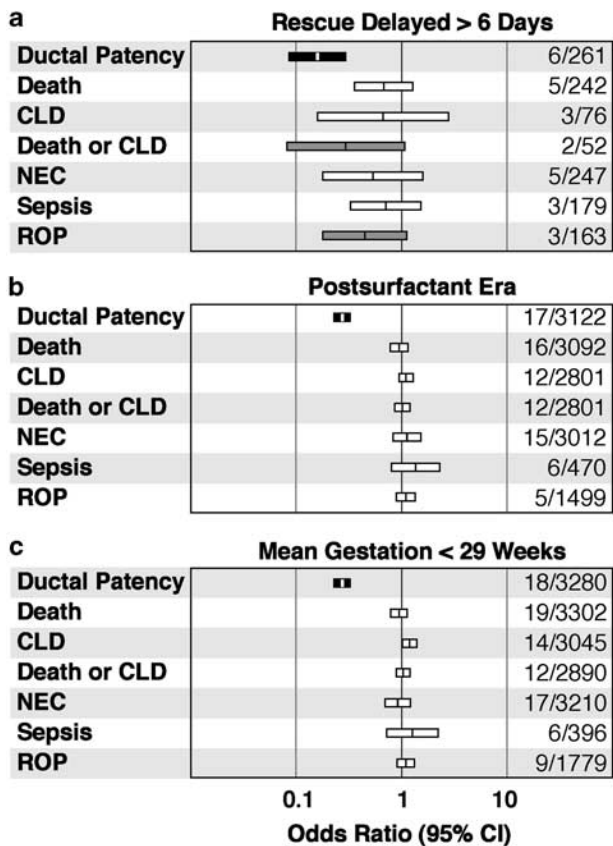 a Rescue Delayed > 6 Days
Ductal Patency 6/261
Death 5/242
CLD 3/76
Death or CLD 2/52
NEC 5/247
Sepsis 3/179
ROP 3/163
b Postsurfactant Era
Ductal Patency 17/3122
Death 16/3092
CLD 12/2801
Death or CLD 12/2801
NEC 15/3012
Sepsis 6/470
ROP 5/1499
c Mean Gestation < 29 Weeks
Ductal Patency 18/3280
Death 19/3302
CLD 14/3045
Death or CLD 12/2890
NEC 17/3210
Sepsis 6/396
ROP 9/1779
0.1 1 10
Odds Ratio (95% CI)